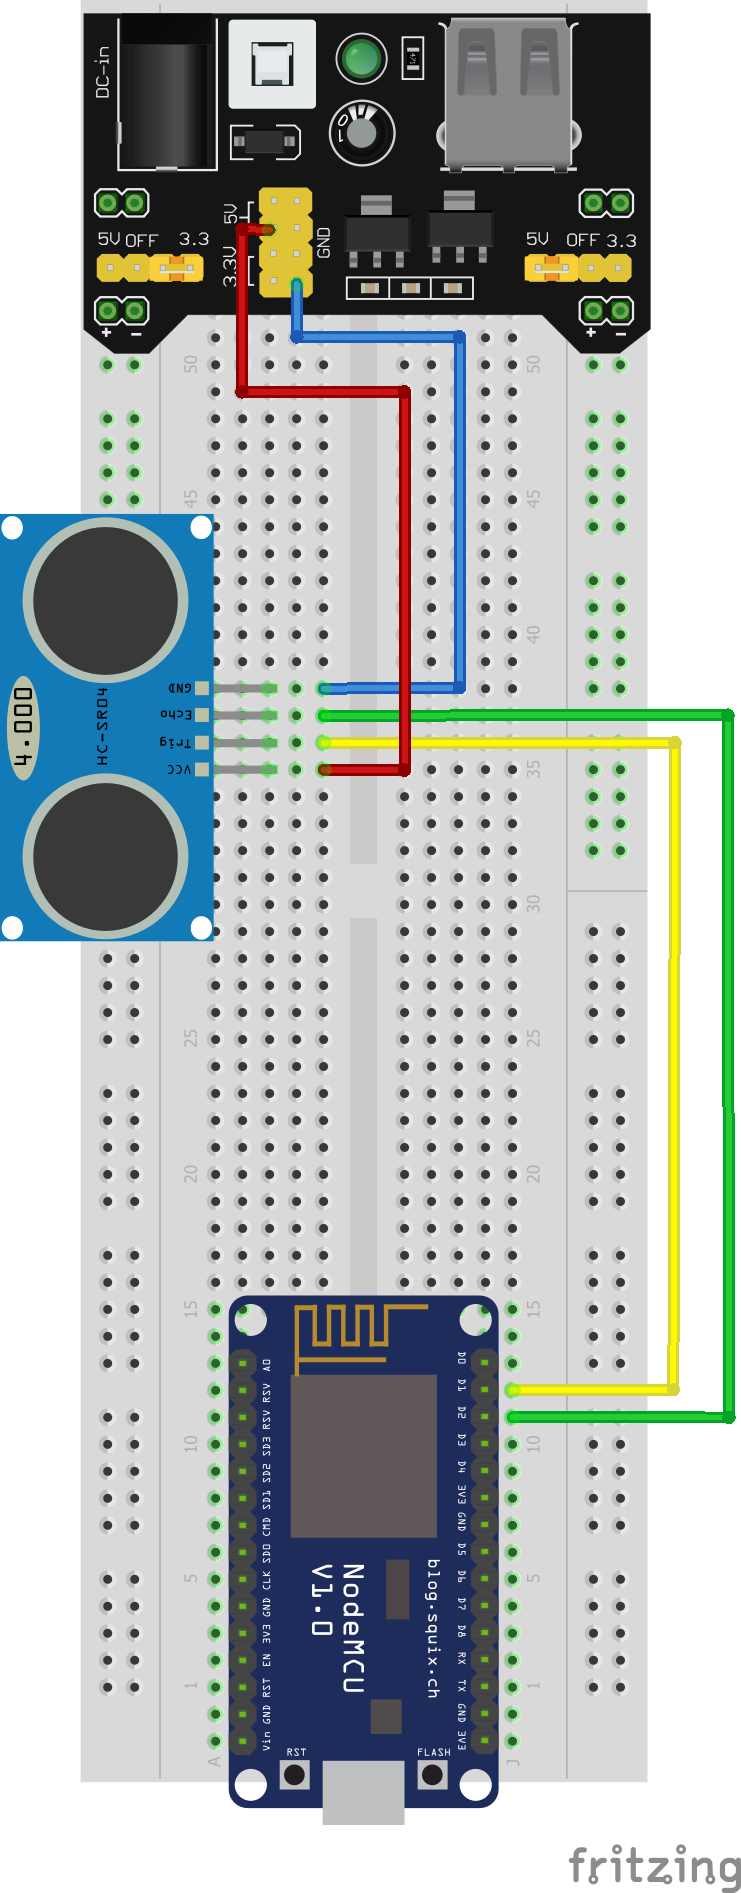 DC-in
421
10
5V
3.3V
GND
5V OFF 3.3
5V OFF 3.3
+ −
+ −
50 50
45 45
40
GND
Echo
Trig
VCC
HC-SR04
4.000
35
30
25 25
20 20
15 15
10 10
5 5
1 1
A J
A0
RSV
RSV
SD3
SD2
SD1
CMD
SD0
CLK
GND
3V3
EN
RST
GND
Vin
D0
D1
D2
D3
D4
3V3
GND
D5
D6
D7
D8
RX
TX
GND
3V3
NodeMCU
V1.0
blog.squix.ch
RST FLASH
fritzing